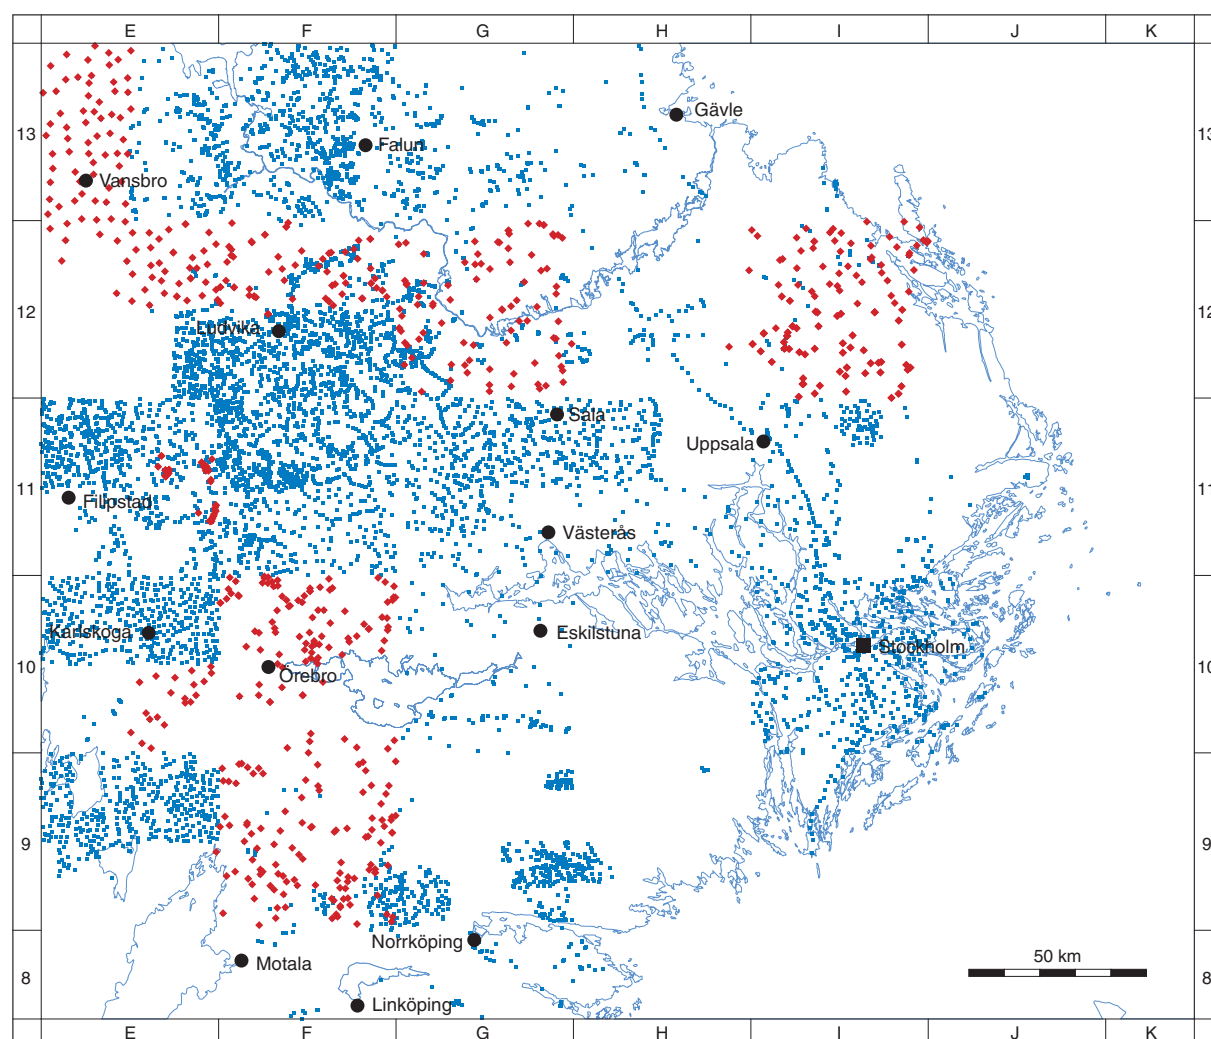 E F G H I J K
13 13
Gävle
Falun
Vansbro
12 12
Ludvika
Sala
Uppsala
11 11
Filipstad
Västerås
Karlskoga
Eskilstuna
Stockholm
10 10
Örebro
9 9
Norrköping
Motala
50 km
8 8
Linköping
E F G H I J K